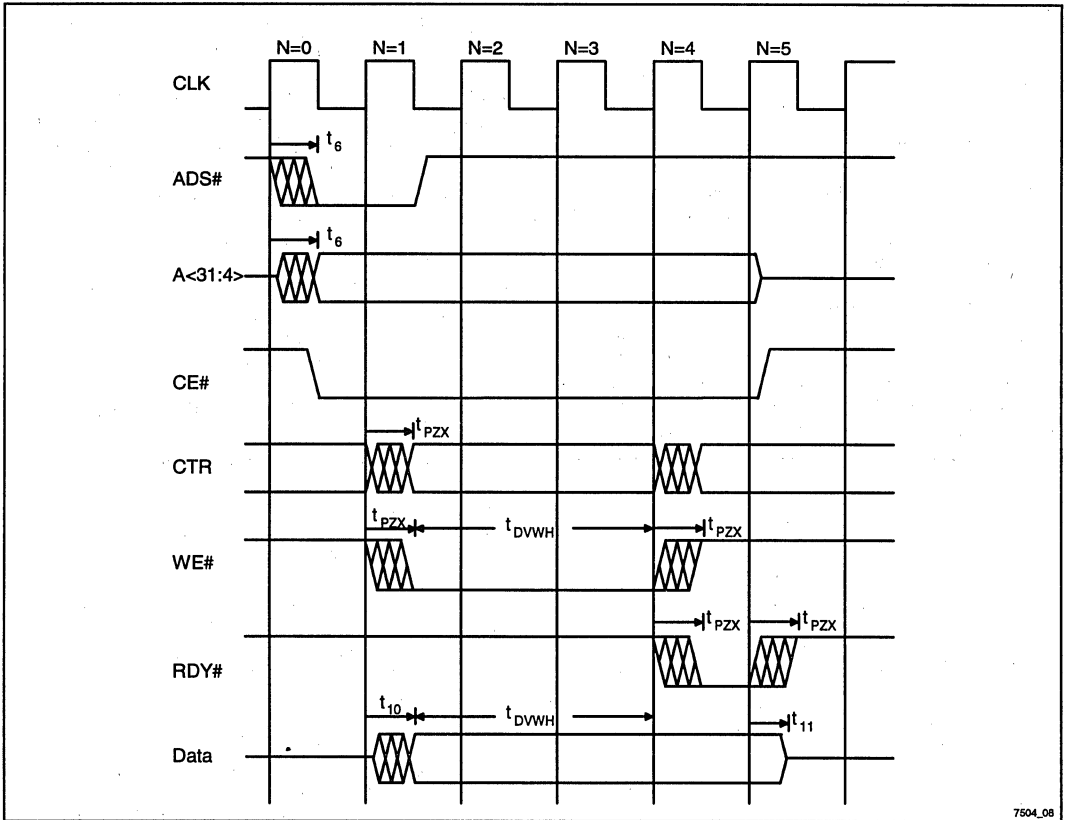 N=0 N=1 N=2 N=3 N=4 N=5
CLK
t6
ADS#
t6
A<31:4>
CE#
tPZX
CTR
tPZX tDVWH tPZX
WE#
tPZX tPZX
RDY#
t10 tDVWH t11
Data
7504_08